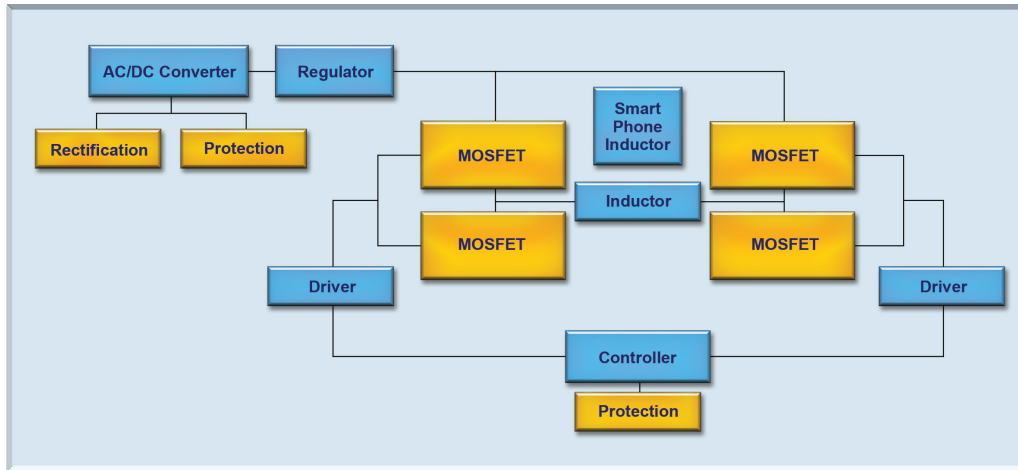 AC/DC Converter
Regulator
Smart
Phone
Inductor
Rectification
Protection
MOSFET
MOSFET
Inductor
MOSFET
MOSFET
Driver
Driver
Controller
Protection